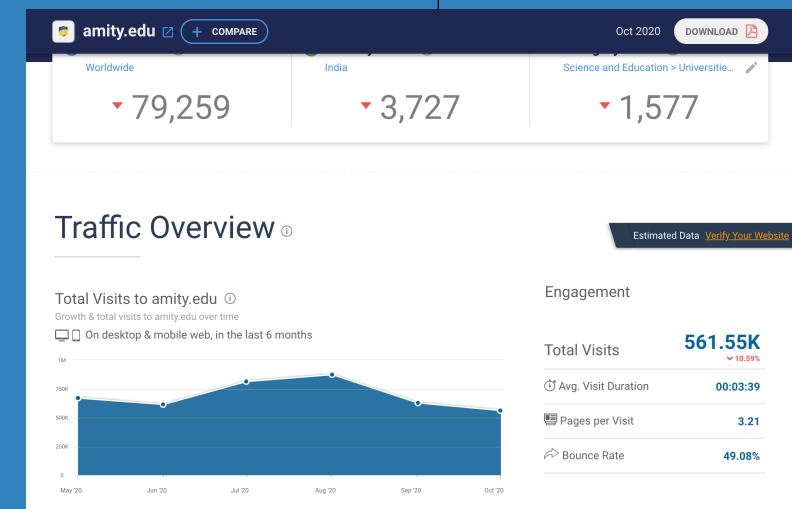 amity.edu
COMPARE
Oct 2020
DOWNLOAD
Worldwide
India
Science and Education > Universitie...
79,259
3,727
1,577
Traffic Overview
Estimated Data Verify Your Website
Total Visits to amity.edu
Growth & total visits to amity.edu over time
On desktop & mobile web, in the last 6 months
1M
750K
500K
250K
0
May '20
Jun '20
Jul '20
Aug '20
Sep '20
Oct '20
Engagement
Total Visits
561.55K
10.59%
Avg. Visit Duration
00:03:39
Pages per Visit
3.21
Bounce Rate
49.08%